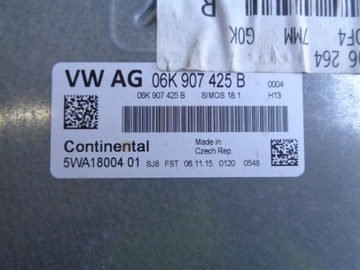 06 264
7MM G0K
VW AG 06K 907 425 B 0004
06K 907 425 B SIMOS 18.1 H13
Continental Made in
Czech Rep
5WA18004 01 SJ8 FST 06.11.15 0120 0548